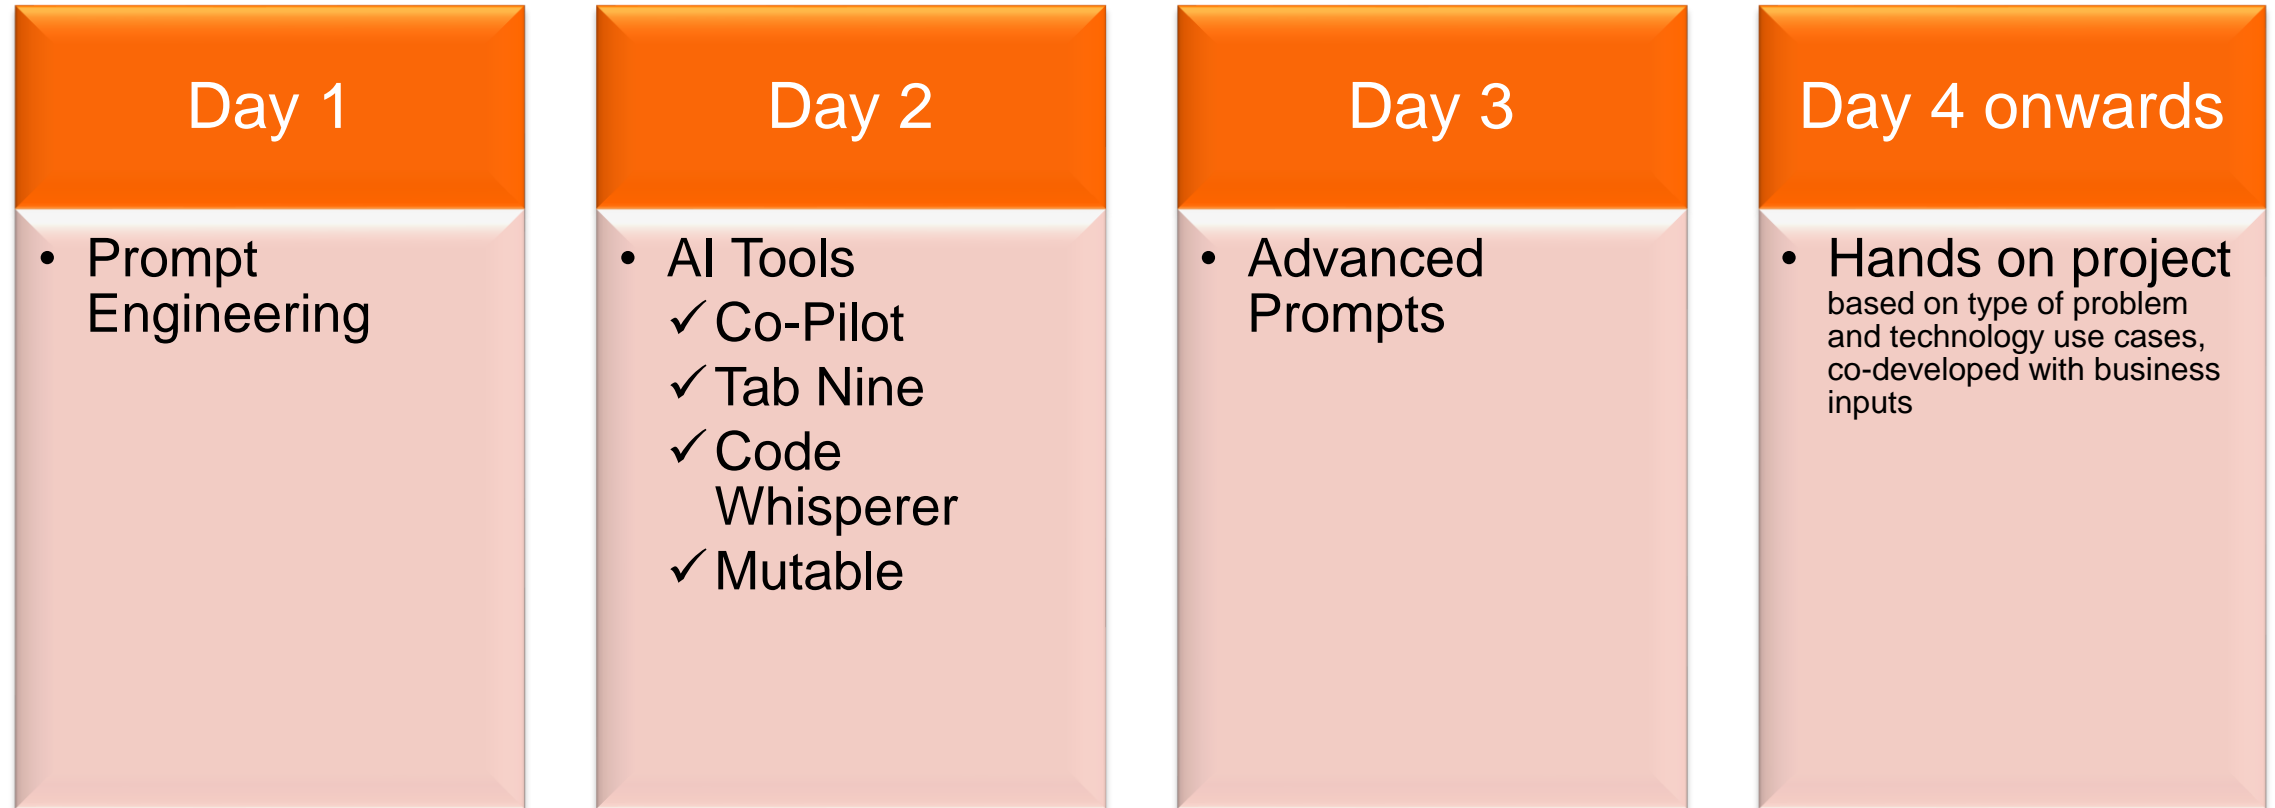 Day 1
• Prompt
Engineering
Day 2
• AI Tools
✓ Co-Pilot
✓ Tab Nine
✓ Code
Whisperer
✓ Mutable
Day 3
• Advanced
Prompts
Day 4 onwards
• Hands on project
based on type of problem
and technology use cases,
co-developed with business
inputs